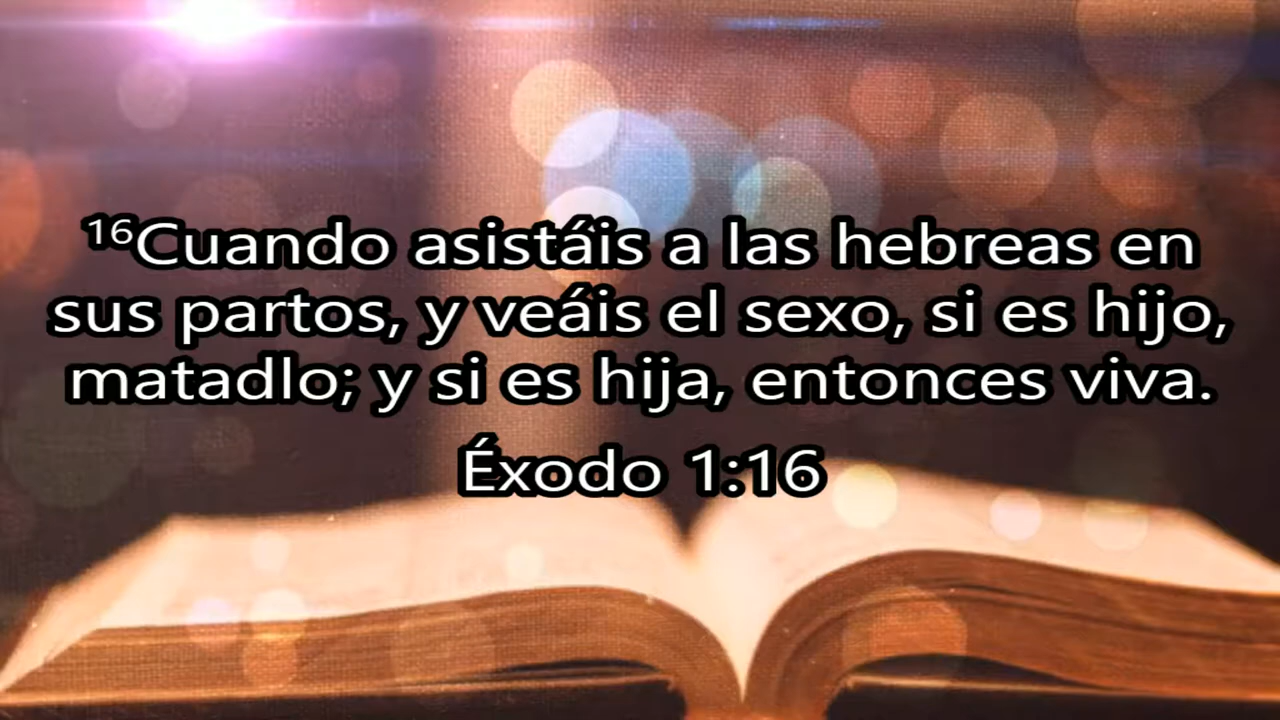 ¹⁶Cuando asistáis a las hebreas en
sus partos, y veáis el sexo, si es hijo,
matadlo; y si es hija, entonces viva.
Éxodo 1:16